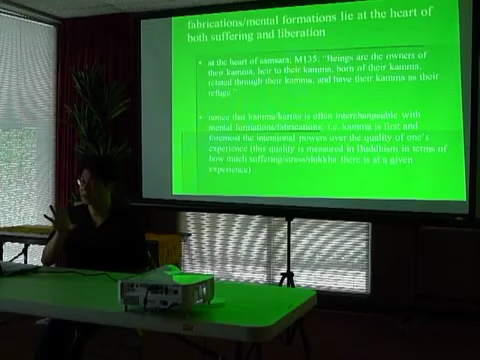 fabrications/mental formations lie at the heart of
both suffering and liberation
• at the heart of samsara; M135: "Beings are the owners of
their kamma, heir to their kamma, born of their kamma,
related through their kamma, and have their kamma as their
refuge."
• notice that kamma/karma is often interchangeable with
mental formations/fabrications; i.e. kamma is first and
foremost the intentional powers over the quality of one's
experience (this quality is measured in Buddhism in terms of
how much suffering/stress/dukkha there is at a given
experience)